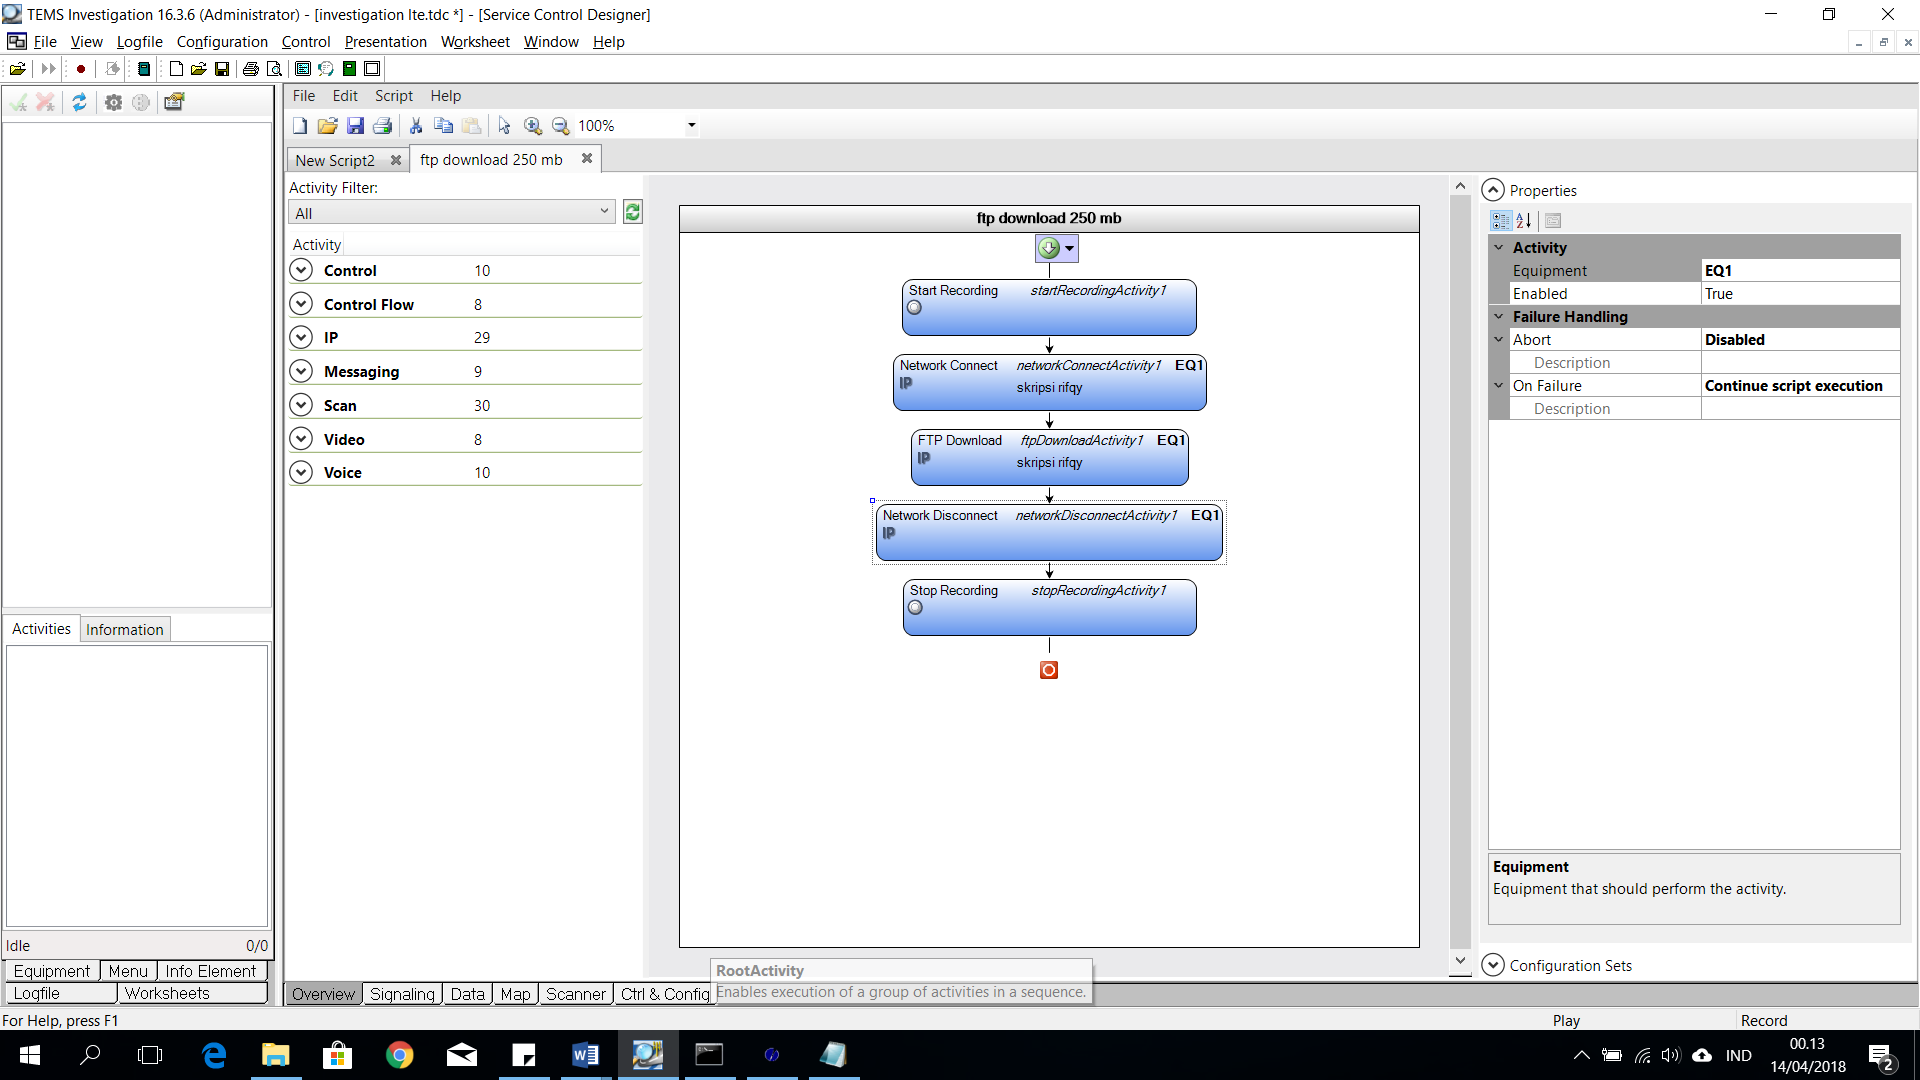 TEMS Investigation 16.3.6 (Administrator) - [investigation lte.tdc *] - [Service Control Designer]
File View Logfile Configuration Control Presentation Worksheet Window Help
File Edit Script Help
100%
New Script2 ftp download 250 mb
Activity Filter:
All
Activity
Control 10
Control Flow 8
IP 29
Messaging 9
Scan 30
Video 8
Voice 10
ftp download 250 mb
Start Recording startRecordingActivity1
Network Connect networkConnectActivity1 EQ1
IP skripsi rifqy
FTP Download ftpDownloadActivity1 EQ1
IP skripsi rifqy
Network Disconnect networkDisconnectActivity1 EQ1
IP
Stop Recording stopRecordingActivity1
Properties
Activity
Equipment EQ1
Enabled True
Failure Handling
Abort Disabled
Description
On Failure Continue script execution
Description
Equipment
Equipment that should perform the activity.
Configuration Sets
Activities Information
Idle 0/0
Equipment Menu Info Element
Logfile Worksheets
Overview Signaling Data Map Scanner Ctrl & Config
RootActivity
Enables execution of a group of activities in a sequence.
For Help, press F1 Play Record
IND
00.13
14/04/2018
2